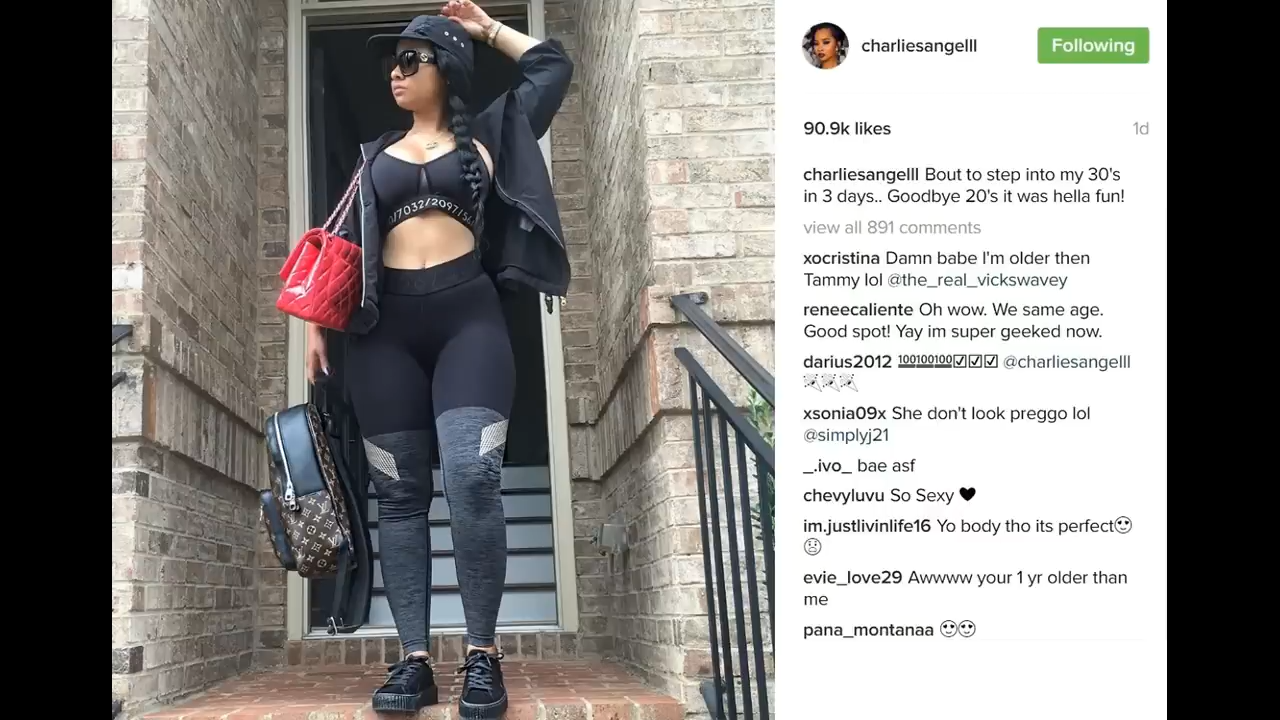 charliesangelll
Following
90.9k likes
1d
charliesangelll Bout to step into my 30's
in 3 days.. Goodbye 20's it was hella fun!
view all 891 comments
xocristina Damn babe I'm older then
Tammy lol @the_real_vickswavey
reneecaliente Oh wow. We same age.
Good spot! Yay im super geeked now.
darius2012 💯💯💯☑☑☑ @charliesangelll
🎉🎉🎉
xsonia09x She don't look preggo lol
@simplyj21
_.ivo_ bae asf
chevyluvu So Sexy ♥
im.justlivinlife16 Yo body tho its perfect😍
😧
evie_love29 Awwww your 1 yr older than
me
pana_montanaa 😍😍
/7032/2097/56